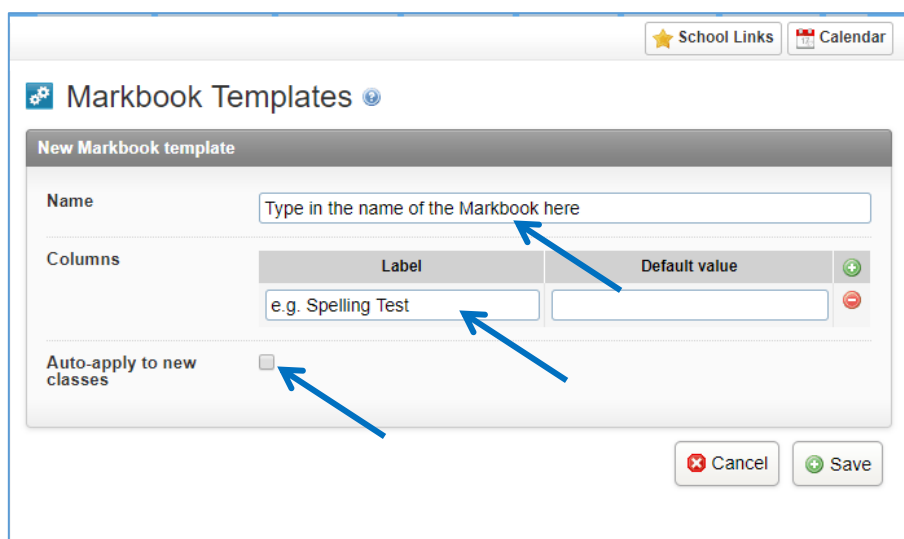 School Links
Calendar
Markbook Templates
New Markbook template
Name
Type in the name of the Markbook here
Columns
Label
Default value
e.g. Spelling Test
Auto-apply to new
classes
Cancel
Save